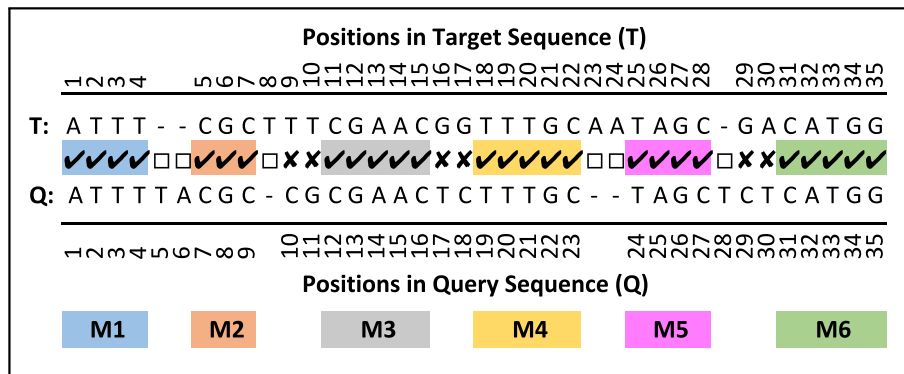 Positions in Target Sequence (T)
1 2 3 4 5 6 7 8 9 10 11 12 13 14 15 16 17 18 19 20 21 22 23 24 25 26 27 28 29 30 31 32 33 34 35
T: A T T T - - C G C T T T C G A A C G G T T T G C A A T A G C - G A C A T G G
✔✔✔✔□□✔✔✔□✘✘✔✔✔✔✔✘✘✔✔✔✔✔□□✔✔✔✔□✘✘✔✔✔✔✔
Q: A T T T T A C G C - C G C G A A C T C T T T G C - - T A G C T C T C A T G G
1 2 3 4 5 6 7 8 9 10 11 12 13 14 15 16 17 18 19 20 21 22 23 24 25 26 27 28 29 30 31 32 33 34 35
Positions in Query Sequence (Q)
M1 M2 M3 M4 M5 M6